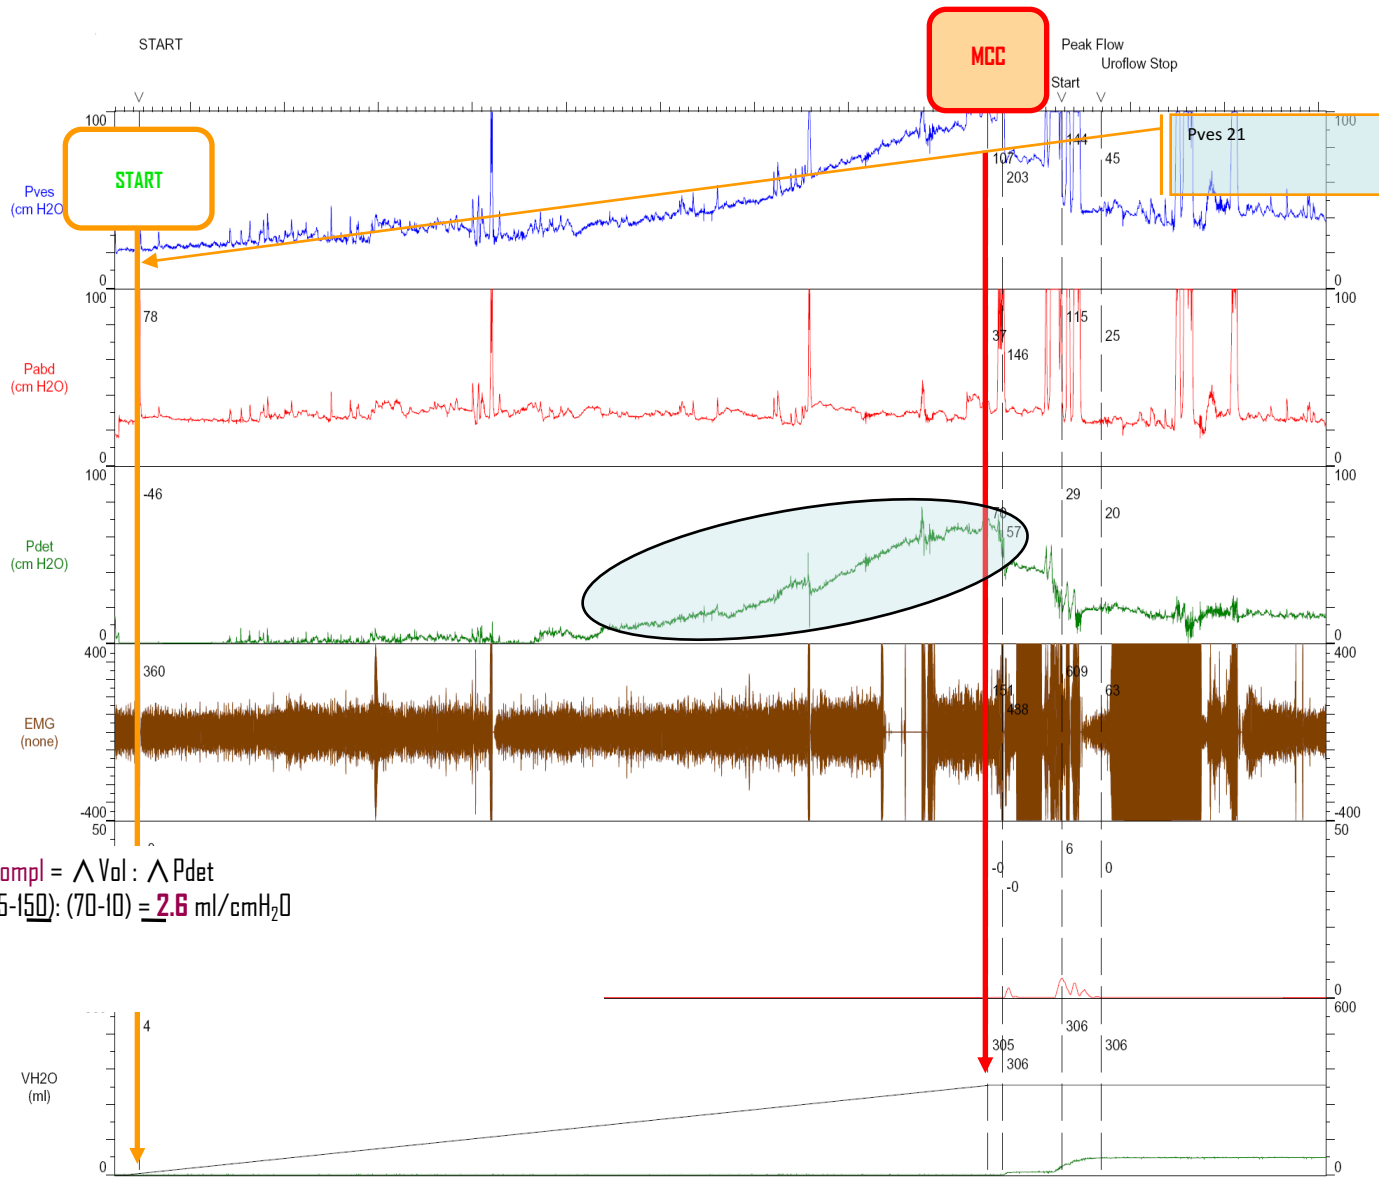 START
MCC
Peak Flow
Uroflow Stop
Start
100
100
START
Pves 21
144
107
45
203
Pves
(cm H2O
0
0
100
100
78
115
37
25
146
Pabd
(cm H2O)
0
0
100
100
-46
29
70
20
57
Pdet
(cm H2O)
0
0
400
400
360
609
151
63
488
EMG
(none)
-400
-400
50
50
6
-0
0
-0
ompl = ⋀ Vol : ⋀ Pdet
5-150): (70-10) = 2.6 ml/cmH₂O
0
600
4
306
305
306
306
VH2O
(ml)
0
0